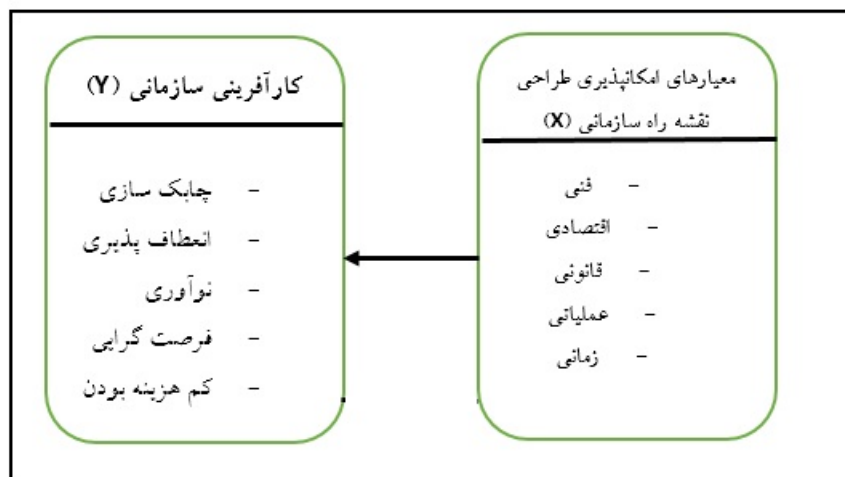 معیارهای امکانپذیری طراحی
نقشه راه سازمانی (X)
- فنی
- اقتصادی
- قانونی
- عملیاتی
- زمانی
کارآفرینی سازمانی (Y)
- چابک سازی
- انعطاف پذیری
- نوآوری
- فرصت گرایی
- کم هزینه بودن